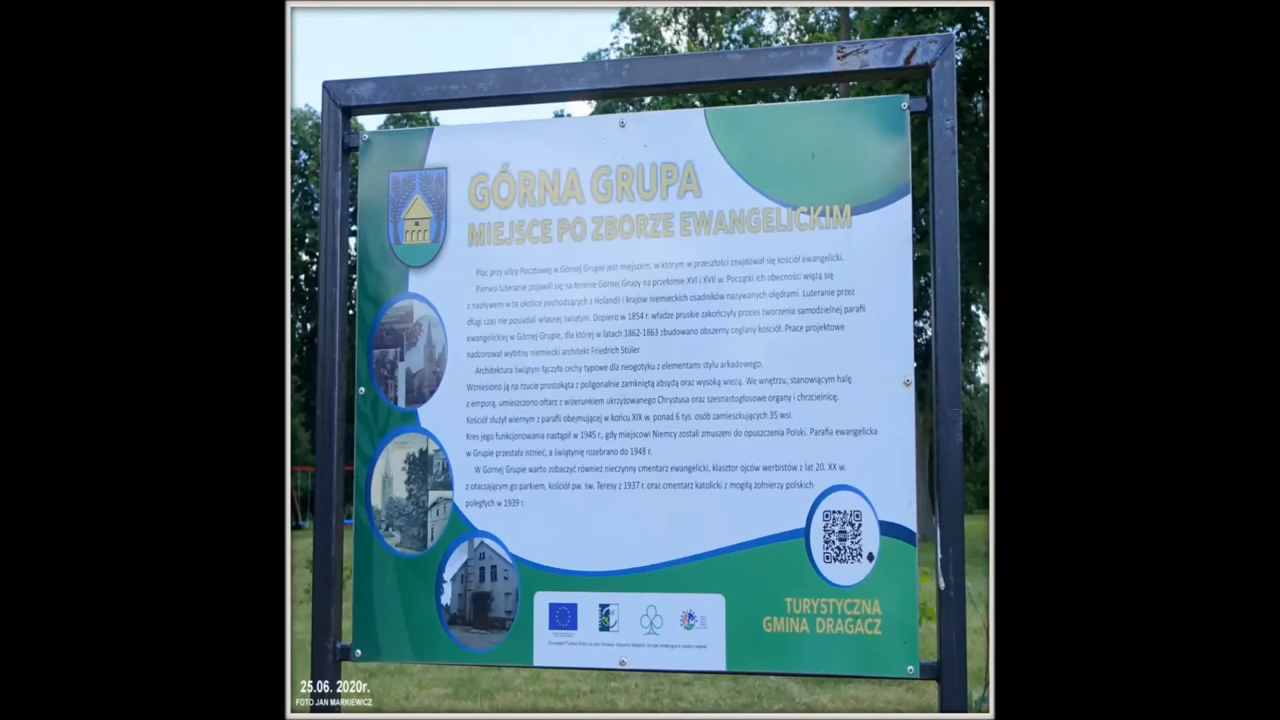 GÓRNA GRUPA
MIEJSCE PO ZBORZE EWANGELICKIM
Plac przy ulicy Pocztowej w Górnej Grupie jest miejscem, w którym w przeszłości znajdował się kościół ewangelicki.
Pierwsi luteranie pojawili się na terenie Górnej Grupy na przełomie XVI i XVII w. Początki ich obecności wiążą się
z napływem w te okolice pochodzących z Holandii i krajów niemieckich osadników nazywanych olędrami. Luteranie przez
długi czas nie posiadali własnej świątyni. Dopiero w 1854 r. władze pruskie zakończyły proces tworzenia samodzielnej parafii
ewangelickiej w Górnej Grupie, dla której w latach 1862-1863 zbudowano obszerny ceglany kościół. Prace projektowe
nadzorował wybitny niemiecki architekt Friedrich Stüler
Architektura świątyni łączyła cechy typowe dla neogotyku z elementami stylu arkadowego.
Wzniesiono ją na rzucie prostokąta z poligonalnie zamkniętą absydą oraz wysoką wieżą. We wnętrzu, stanowiącym halę
z emporą, umieszczono ołtarz z wizerunkiem ukrzyżowanego Chrystusa oraz szesnastogłosowe organy i chrzcielnicę.
Kościół służył wiernym z parafii obejmującej w końcu XIX w. ponad 6 tys. osób zamieszkujących 35 wsi.
Kres jego funkcjonowania nastąpił w 1945 r., gdy miejscowi Niemcy zostali zmuszeni do opuszczenia Polski. Parafia ewangelicka
w Grupie przestała istnieć, a świątynię rozebrano do 1948 r.
W Górnej Grupie warto zobaczyć również nieczynny cmentarz ewangelicki, klasztor ojców werbistów z lat 20. XX w.
z otaczającym go parkiem, kościół pw. św. Teresy z 1937 r. oraz cmentarz katolicki z mogiłą żołnierzy polskich
poległych w 1939 r.
TURYSTYCZNA
GMINA DRAGACZ
25.06. 2020r.
FOTO JAN MARKIEWICZ